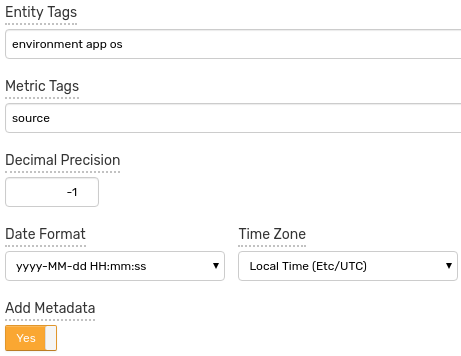 Entity Tags
environment app os
Metric Tags
source
Decimal Precision
-1
Date Format Time Zone
yyyy-MM-dd HH:mm:ss Local Time (Etc/UTC)
Add Metadata
Yes